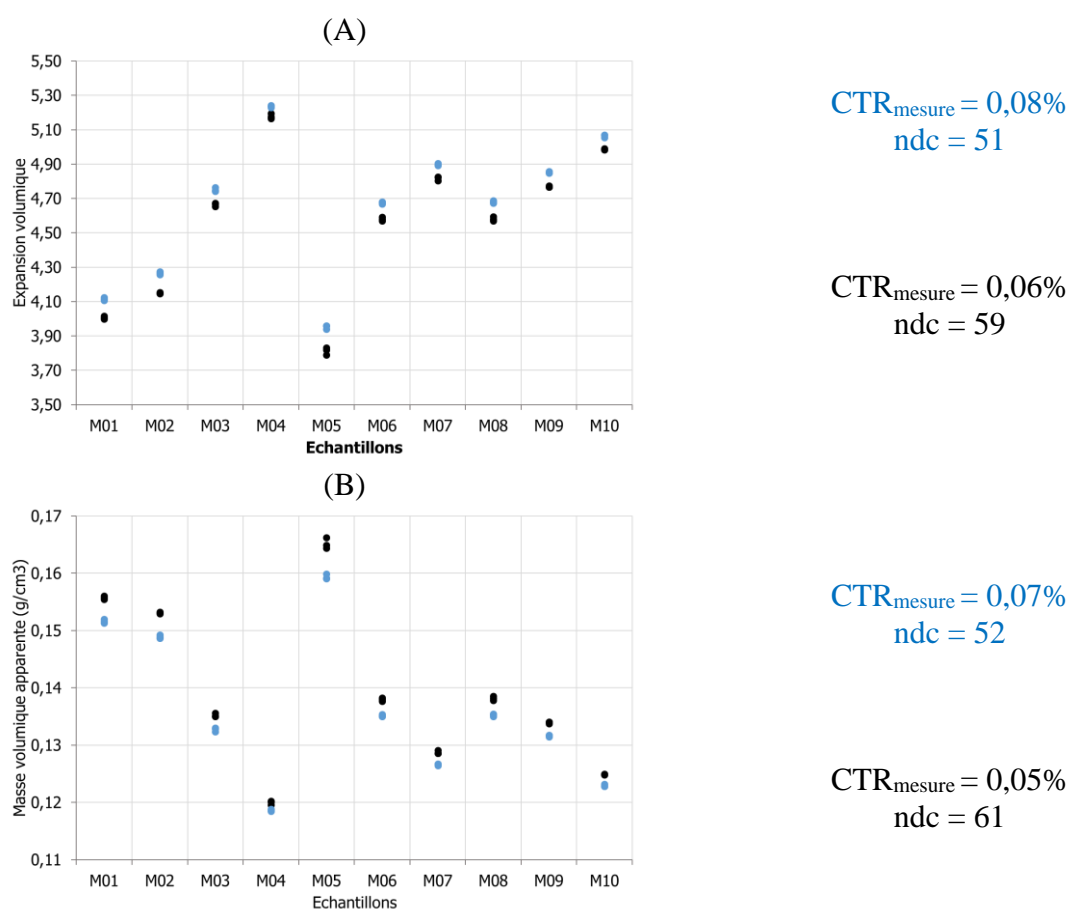 (A)
Expansion volumique
5,50
5,30
5,10
4,90
4,70
4,50
4,30
4,10
3,90
3,70
3,50
M01 M02 M03 M04 M05 M06 M07 M08 M09 M10
Echantillons
CTRmesure = 0,08%
ndc = 51
CTRmesure = 0,06%
ndc = 59
(B)
Masse volumique apparente (g/cm3)
0,17
0,16
0,15
0,14
0,13
0,12
0,11
M01 M02 M03 M04 M05 M06 M07 M08 M09 M10
Echantillons
CTRmesure = 0,07%
ndc = 52
CTRmesure = 0,05%
ndc = 61